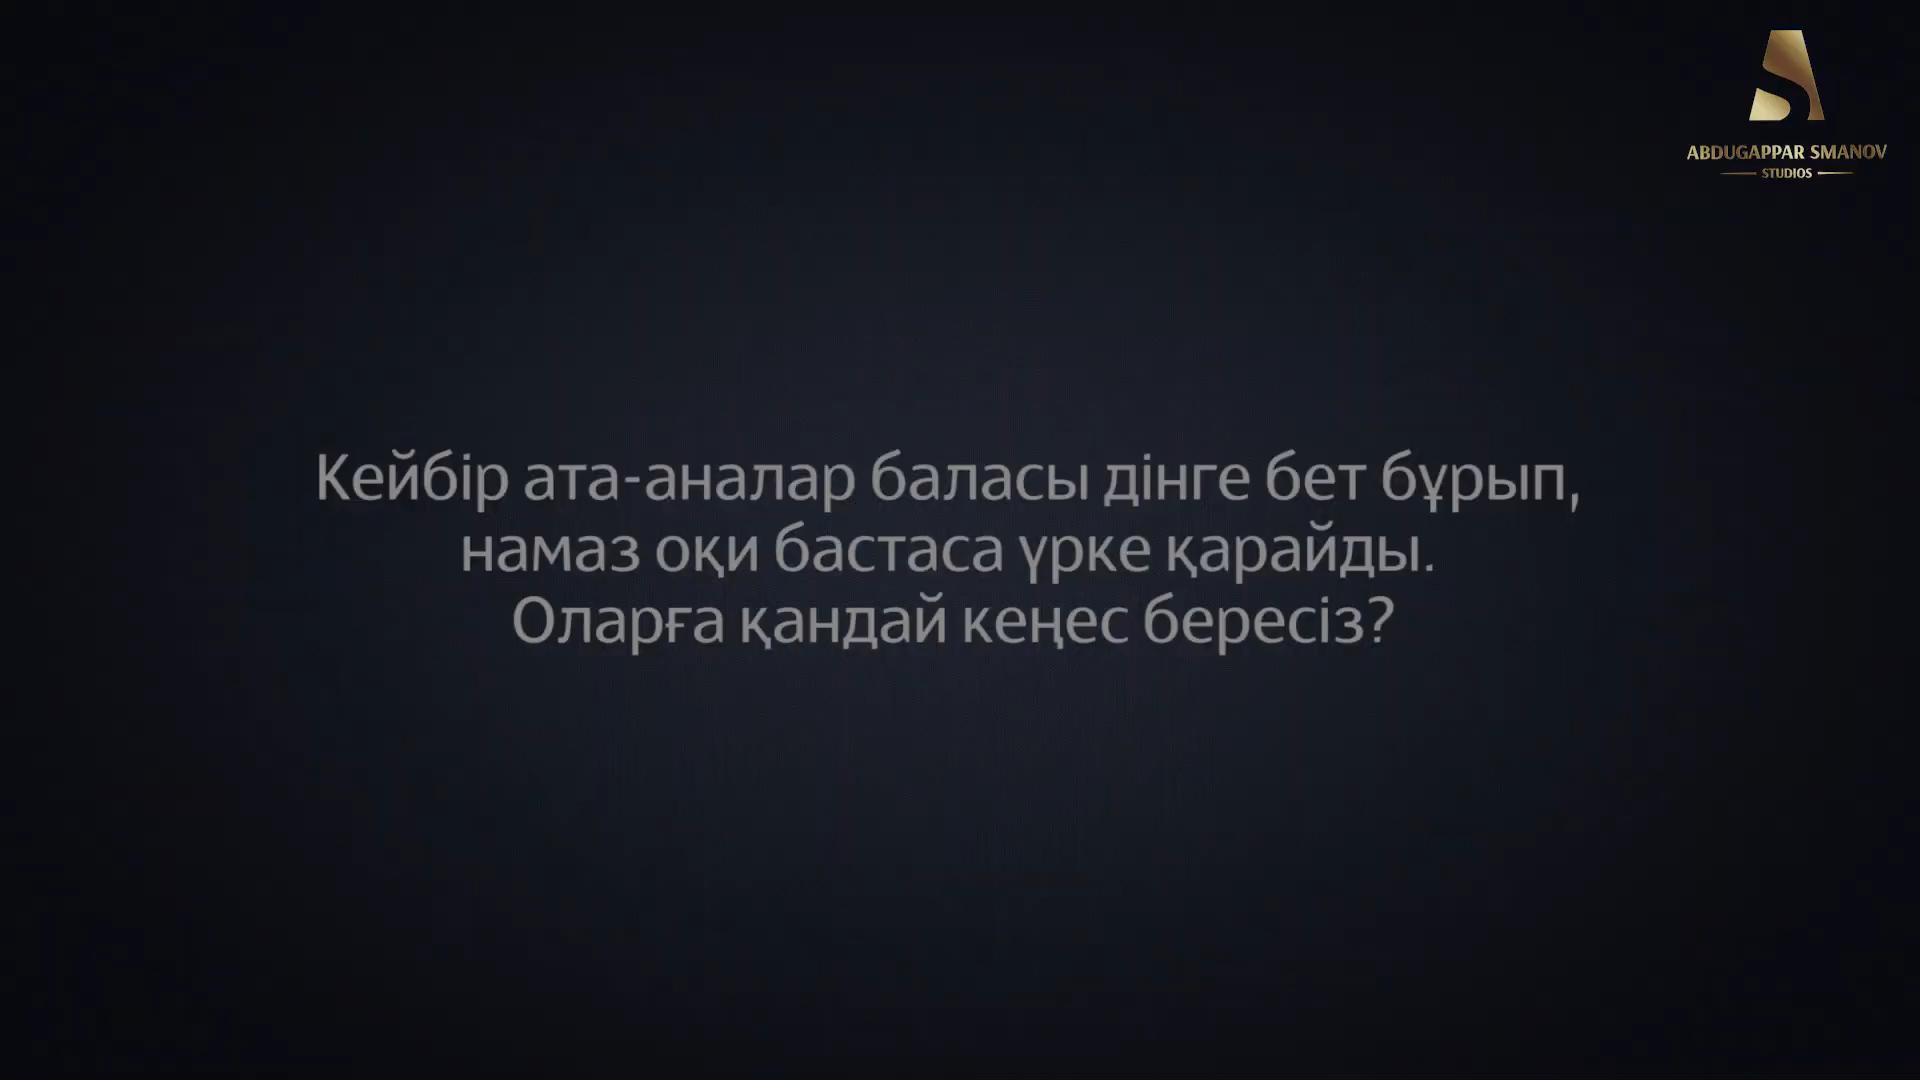 ABDUGAPPAR SMANOV
STUDIOS
Кейбір ата-аналар баласы дінге бет бұрып,
намаз оқи бастаса үрке қарайды.
Оларға қандай кеңес бересіз?